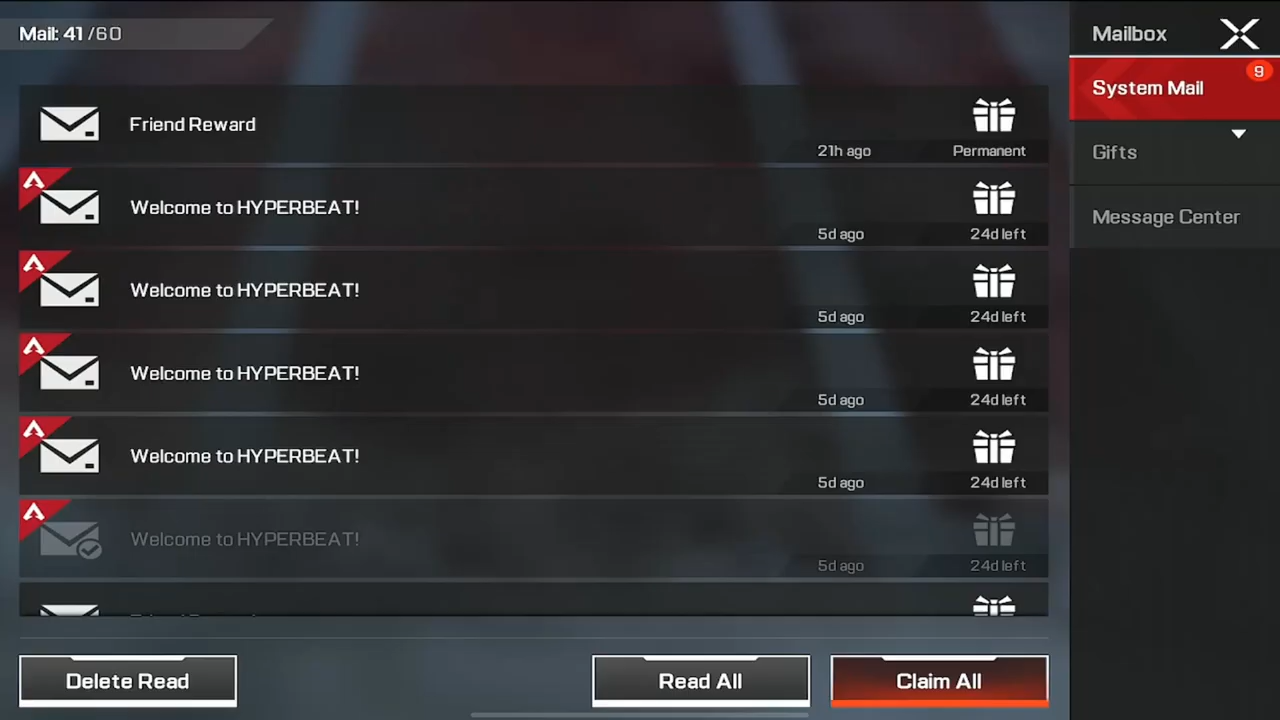 Mail: 41 /60
Mailbox
System Mail
9
Gifts
Message Center
Friend Reward
21h ago
Permanent
Welcome to HYPERBEAT!
5d ago
24d left
Welcome to HYPERBEAT!
5d ago
24d left
Welcome to HYPERBEAT!
5d ago
24d left
Welcome to HYPERBEAT!
5d ago
24d left
Welcome to HYPERBEAT!
5d ago
24d left
Delete Read
Read All
Claim All